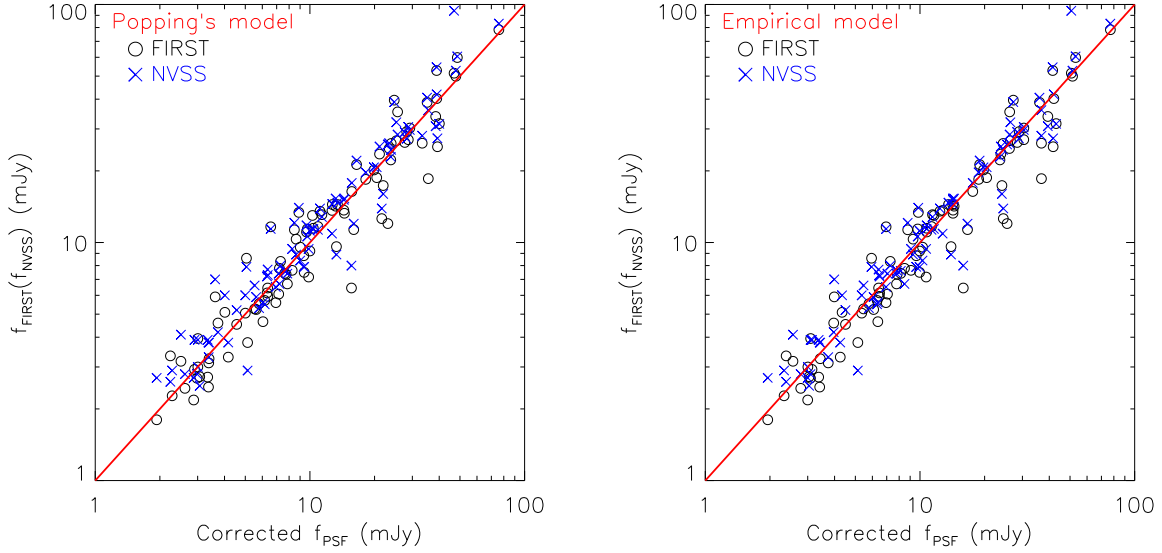 Popping's model
FIRST
NVSS
100
10
1
f_FIRST(f_NVSS) (mJy)
1 10 100
Corrected f_PSF (mJy)
Empirical model
FIRST
NVSS
100
10
1
f_FIRST(f_NVSS) (mJy)
1 10 100
Corrected f_PSF (mJy)